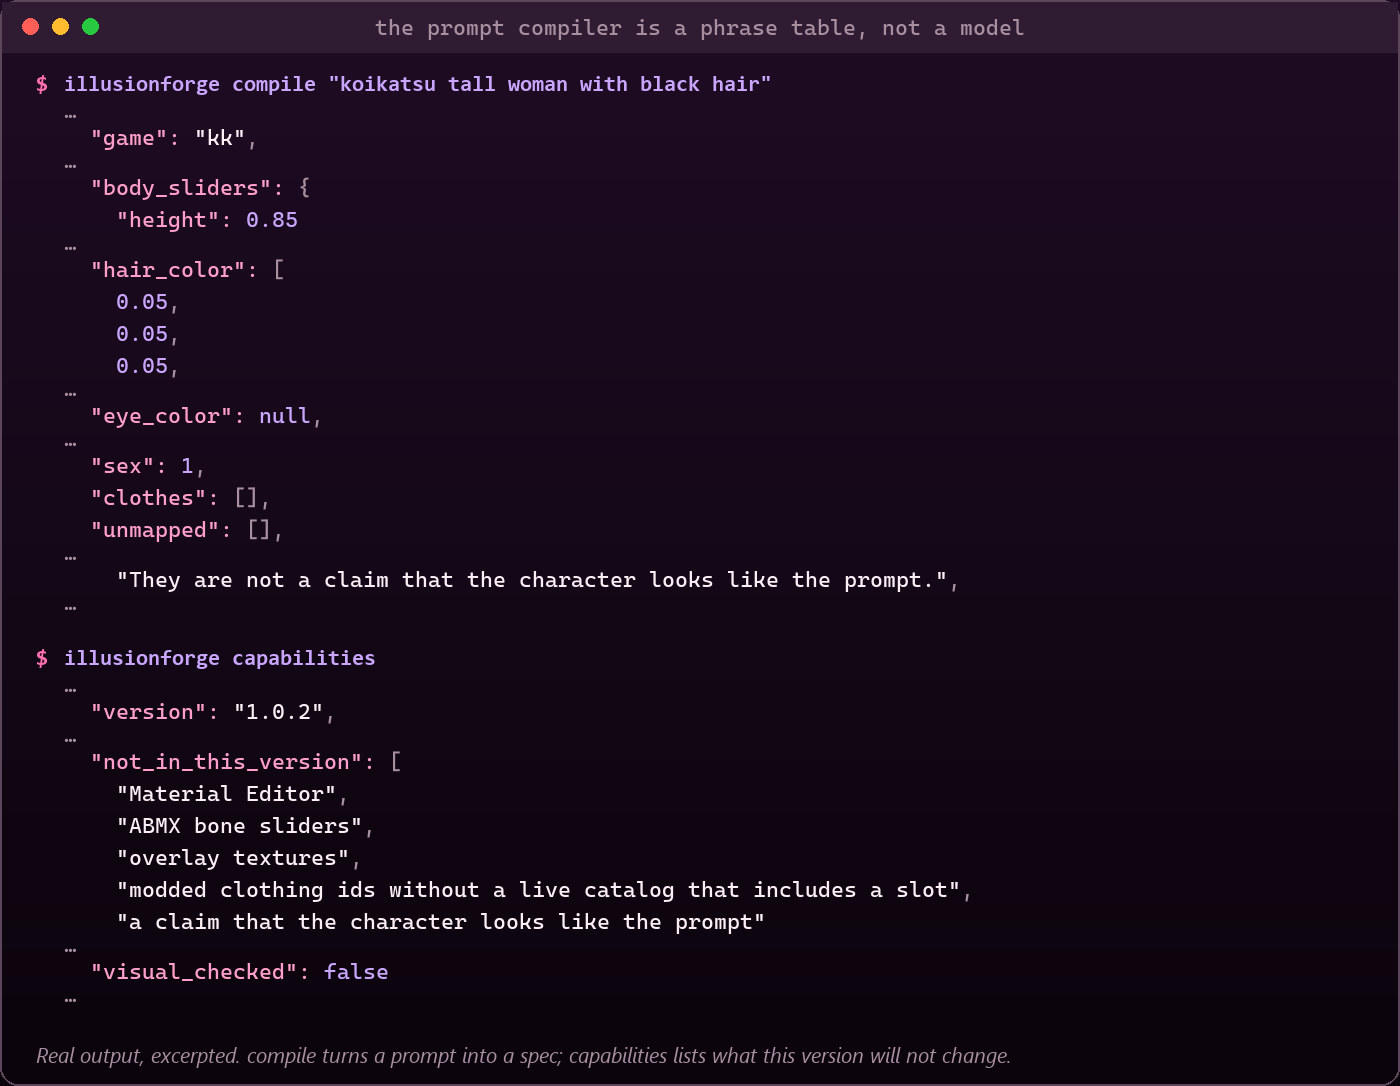 the prompt compiler is a phrase table, not a model
$ illusionforge compile "koikatsu tall woman with black hair"
…
"game": "kk",
…
"body_sliders": {
"height": 0.85
…
"hair_color": [
0.05,
0.05,
0.05,
…
"eye_color": null,
…
"sex": 1,
"clothes": [],
"unmapped": [],
…
"They are not a claim that the character looks like the prompt.",
…
$ illusionforge capabilities
…
"version": "1.0.2",
…
"not_in_this_version": [
"Material Editor",
"ABMX bone sliders",
"overlay textures",
"modded clothing ids without a live catalog that includes a slot",
"a claim that the character looks like the prompt"
…
"visual_checked": false
…
Real output, excerpted. compile turns a prompt into a spec; capabilities lists what this version will not change.